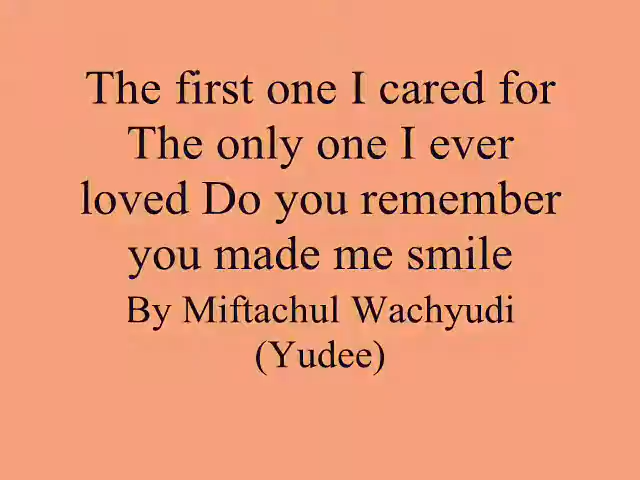 The first one I cared for
The only one I ever
loved Do you remember
you made me smile
By Miftachul Wachyudi
(Yudee)